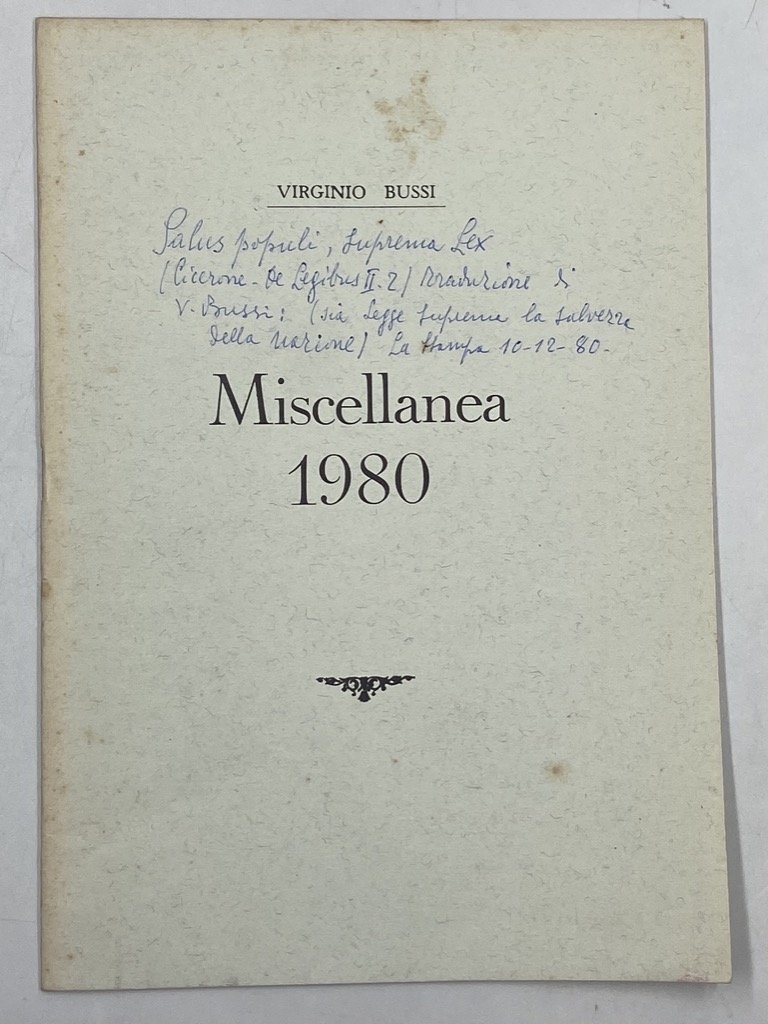 VIRGINIO BUSSI
Salus populi, suprema Lex
(Cicerone - De Legibus II. 2) Traduzione di
V. Bussi: (sia Legge suprema la salvezza
della nazione) La Stampa 10-12-80-
Miscellanea
1980